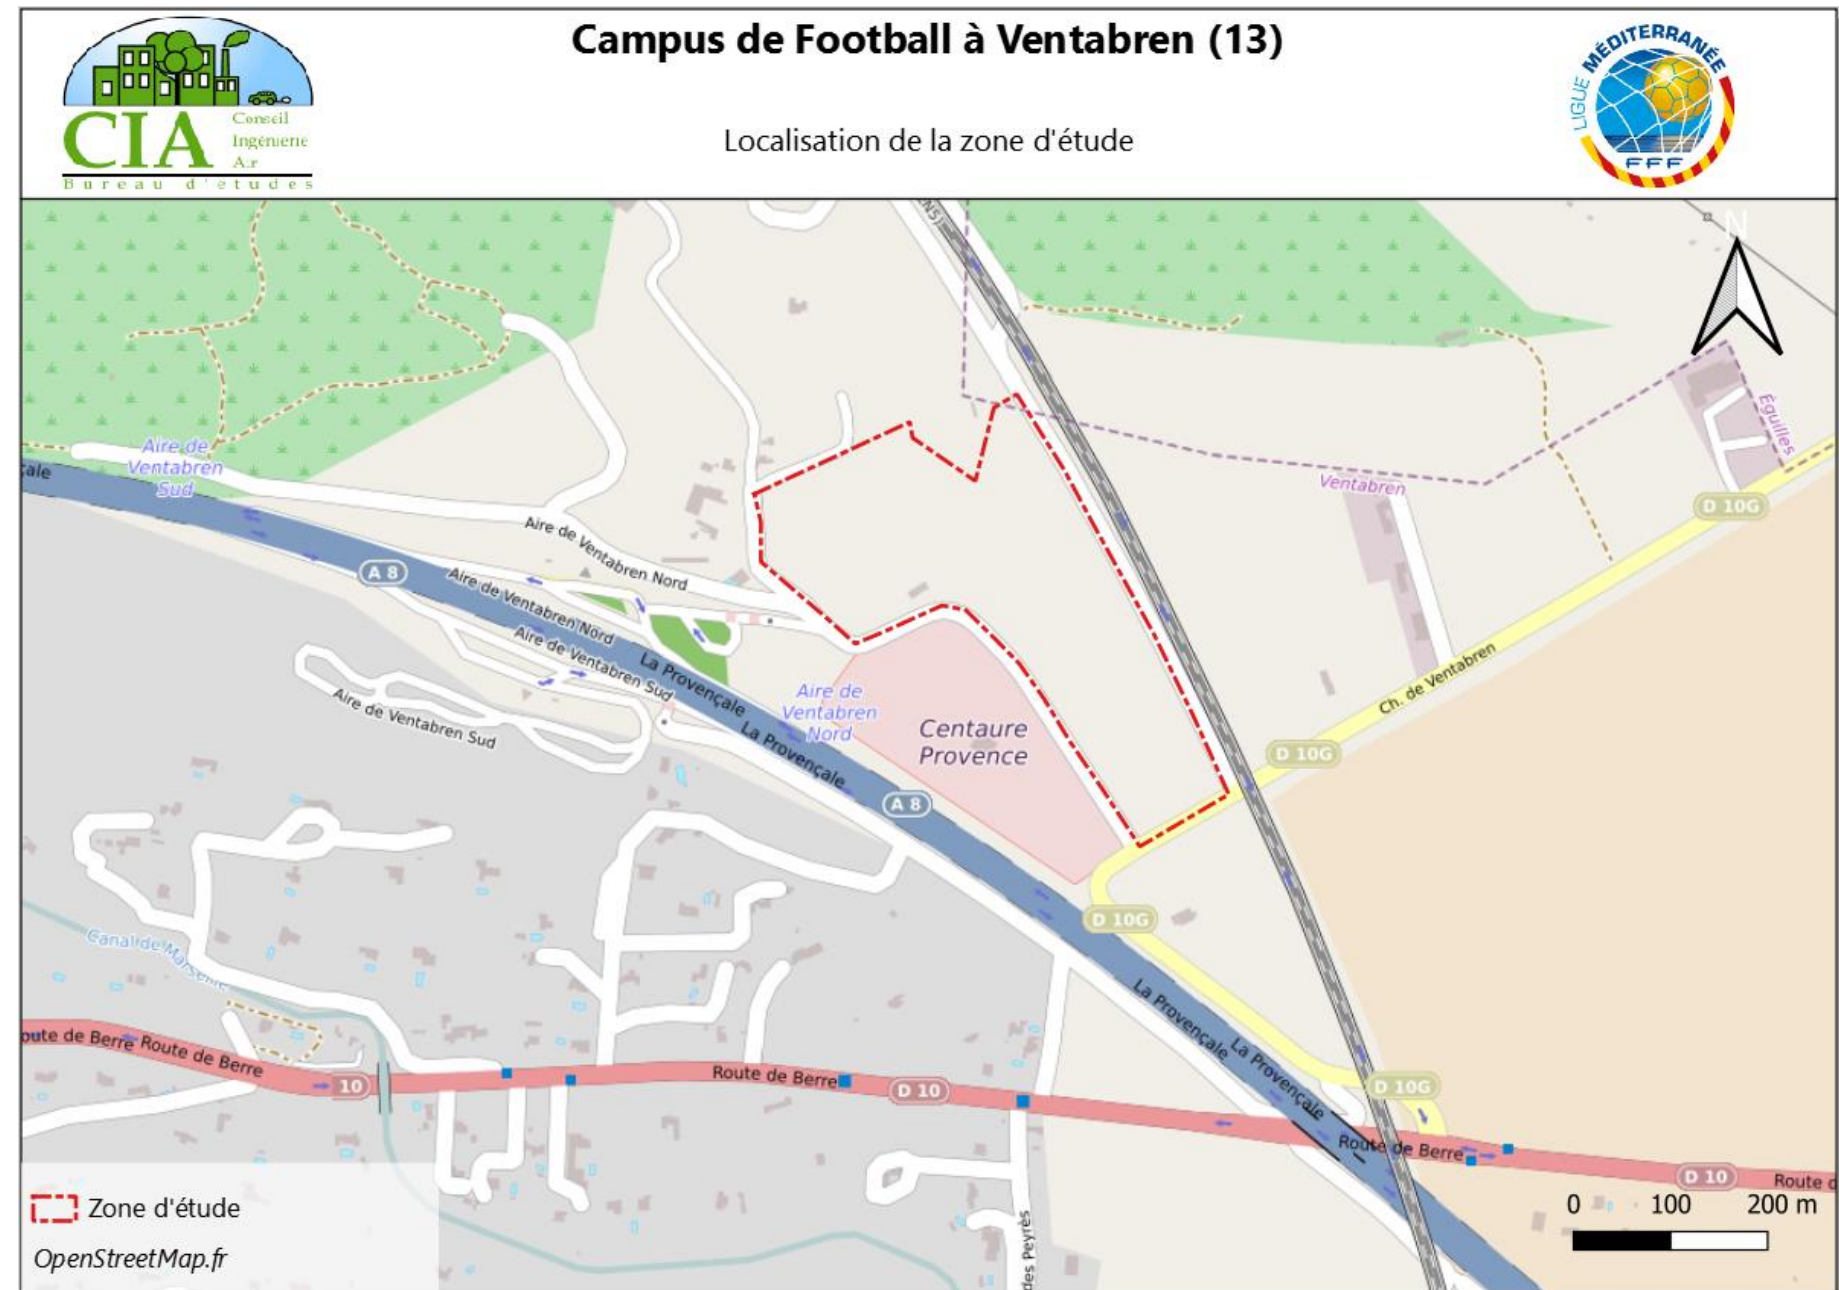 Campus de Football à Ventabren (13)
Localisation de la zone d'étude
CIA
Conseil
Ingénierie
Air
Bureau d'études
LIGUE MÉDITERRANÉE
FFF
N
Aire de
Ventabren
Sud
Aire de Ventabren Nord
A 8
Aire de Ventabren Nord
Aire de Ventabren Sud
La Provençale
La Provençale
Aire de Ventabren Sud
Aire de
Ventabren
Nord
Centaure
Provence
Ventabren
Éguilles
D 10G
Ch. de Ventabren
D 10G
A 8
D 10G
Canal de Marseille
La Provençale
La Provençale
D 10G
Route de Berre
10
Route de Berre
D 10
Route de Berre
D 10
Route d
des Peyrès
Zone d'étude
OpenStreetMap.fr
0 100 200 m